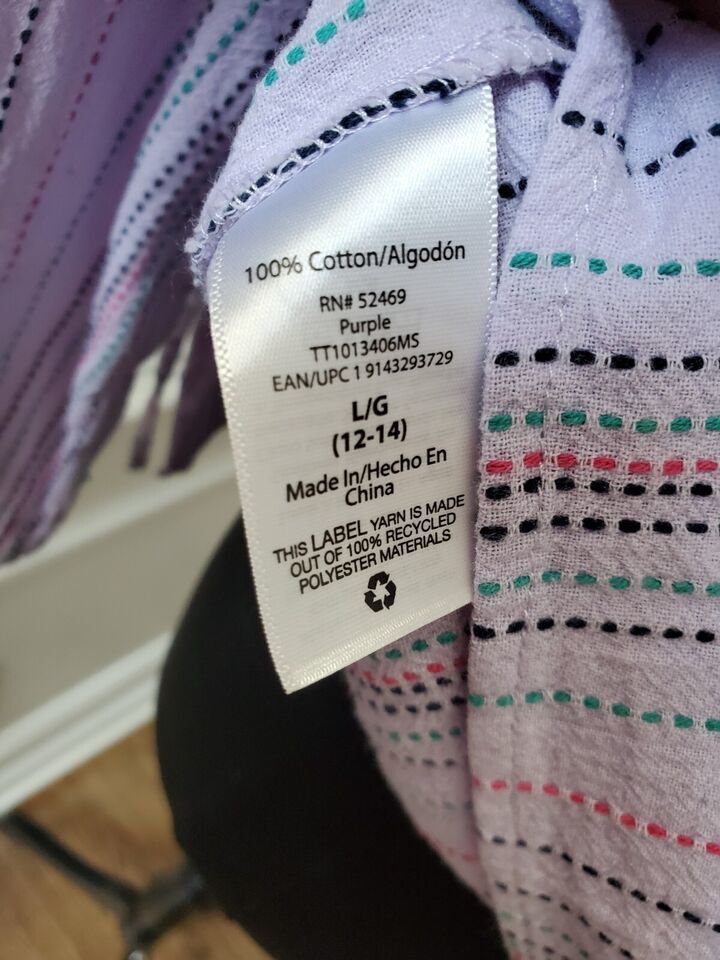 100% Cotton/Algodón
RN# 52469
Purple
TT1013406MS
EAN/UPC 1 9143293729
L/G
(12-14)
Made In/Hecho En
China
THIS LABEL YARN IS MADE
OUT OF 100% RECYCLED
POLYESTER MATERIALS